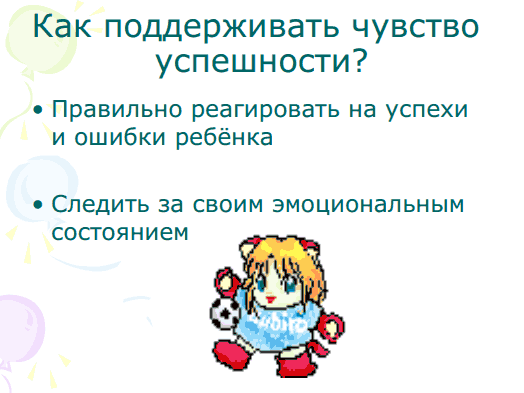 Как поддерживать чувство
успешности?
• Правильно реагировать на успехи
и ошибки ребёнка
• Следить за своим эмоциональным
состоянием